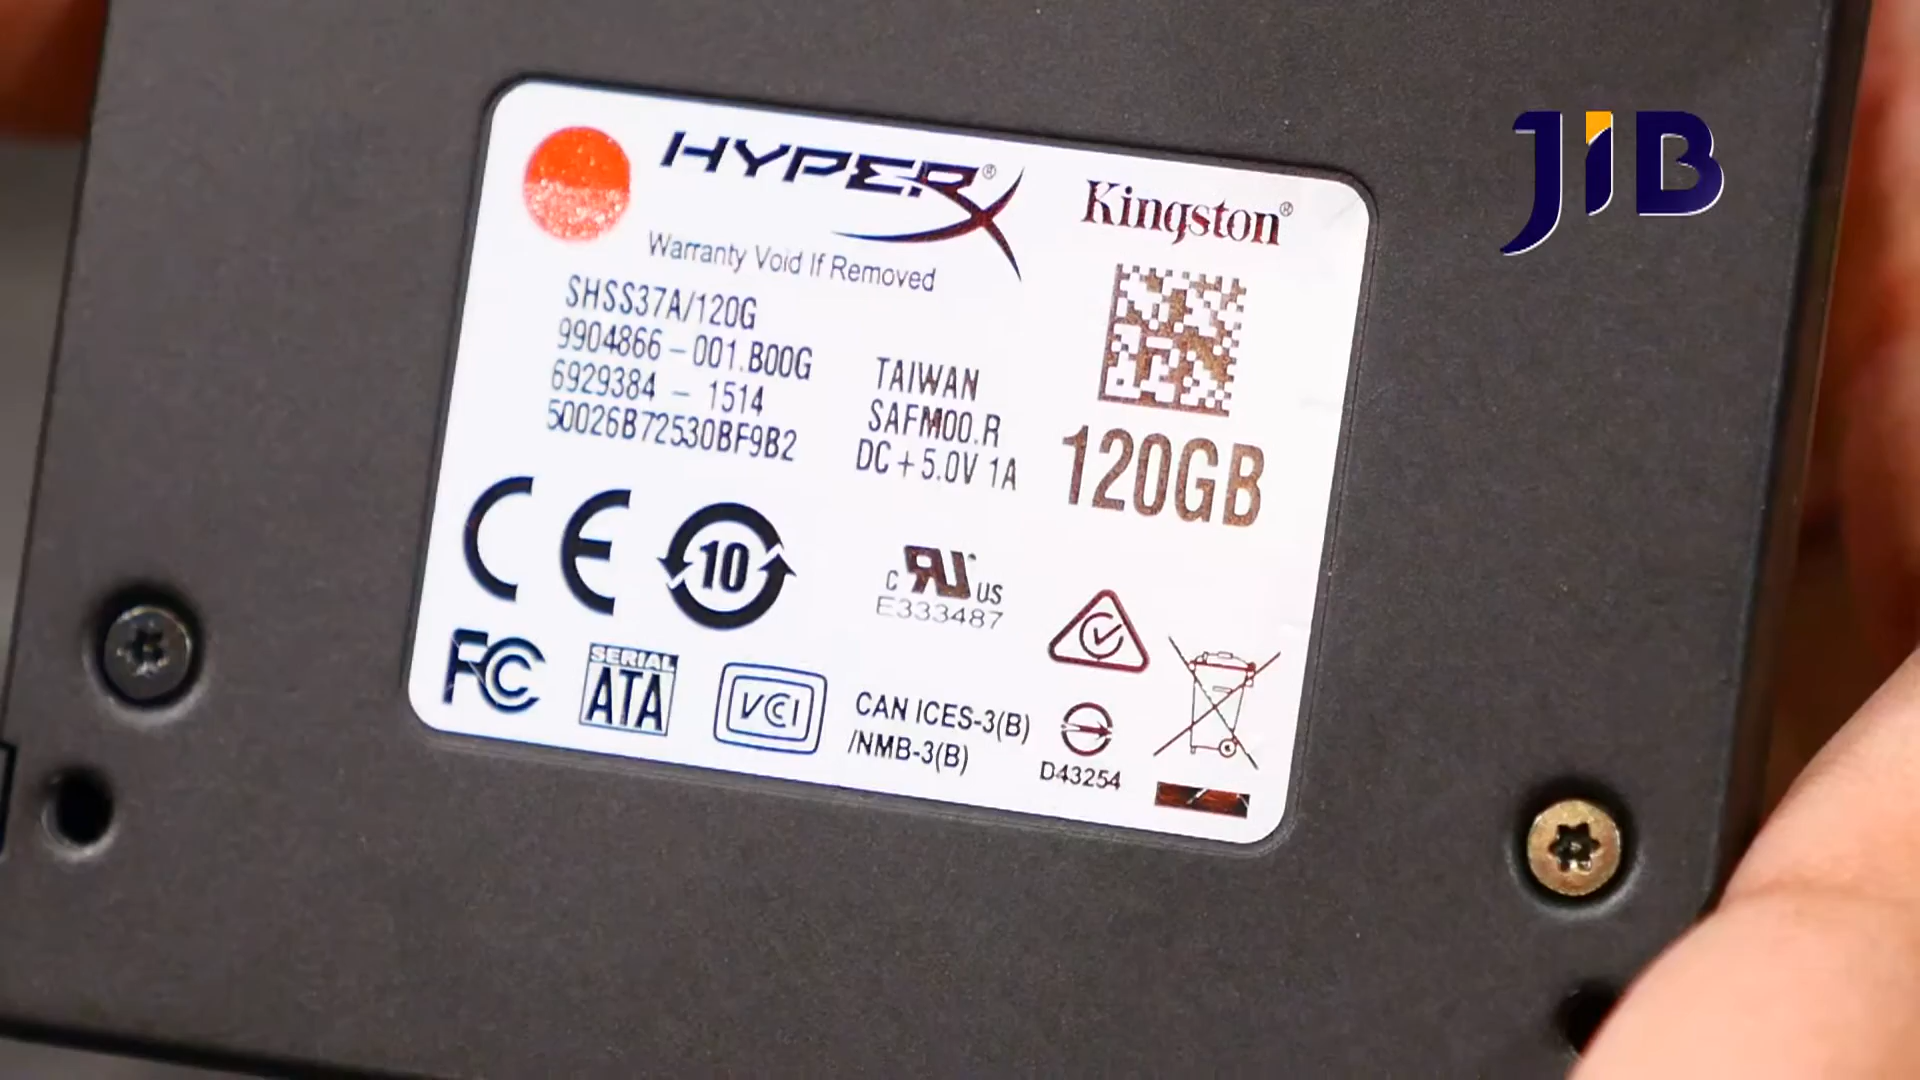 JIB
HYPERX® Kingston®
Warranty Void If Removed
SHSS37A/120G
9904866-001.B00G
6929384 - 1514
50026B72530BF9B2
TAIWAN
SAFM00.R
DC+5.0V 1A
120GB
CE
10
c RU US
E333487
FC
SERIAL
ATA
VCI
CAN ICES-3(B)
/NMB-3(B)
D43254